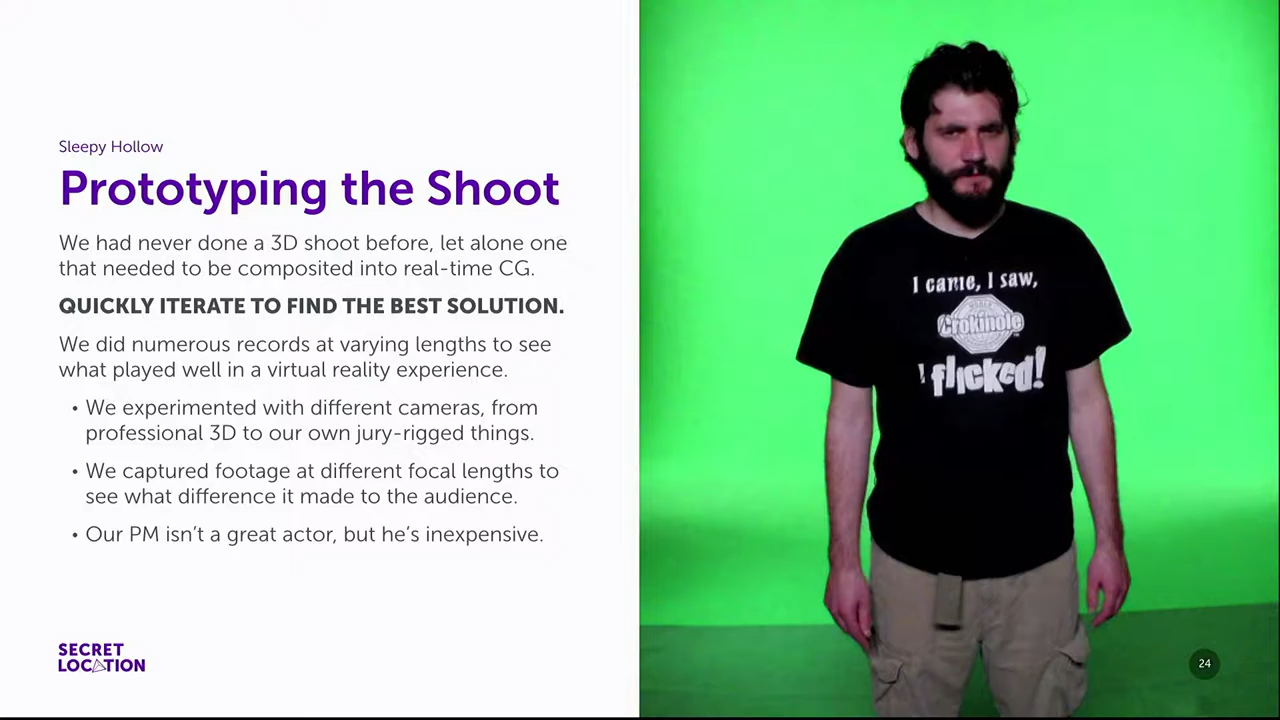 Sleepy Hollow
Prototyping the Shoot
We had never done a 3D shoot before, let alone one
that needed to be composited into real-time CG.
QUICKLY ITERATE TO FIND THE BEST SOLUTION.
We did numerous records at varying lengths to see
what played well in a virtual reality experience.
• We experimented with different cameras, from
professional 3D to our own jury-rigged things.
• We captured footage at different focal lengths to
see what difference it made to the audience.
• Our PM isn’t a great actor, but he’s inexpensive.
SECRET
LOCATION
I came, I saw,
Crokinole
I flicked!
24